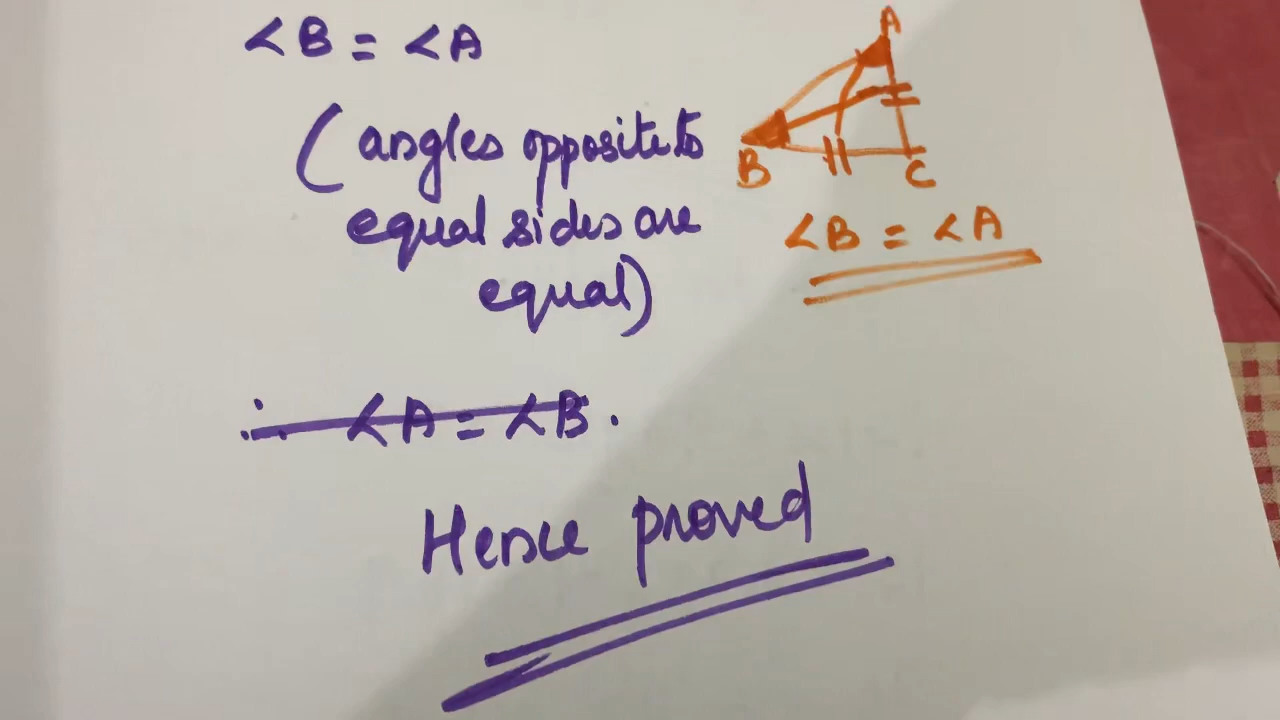 ∠B = ∠A
(angles opposite to
equal sides are
equal)
∴ ∠A = ∠B.
Hence proved
A
B
C
∠B = ∠A